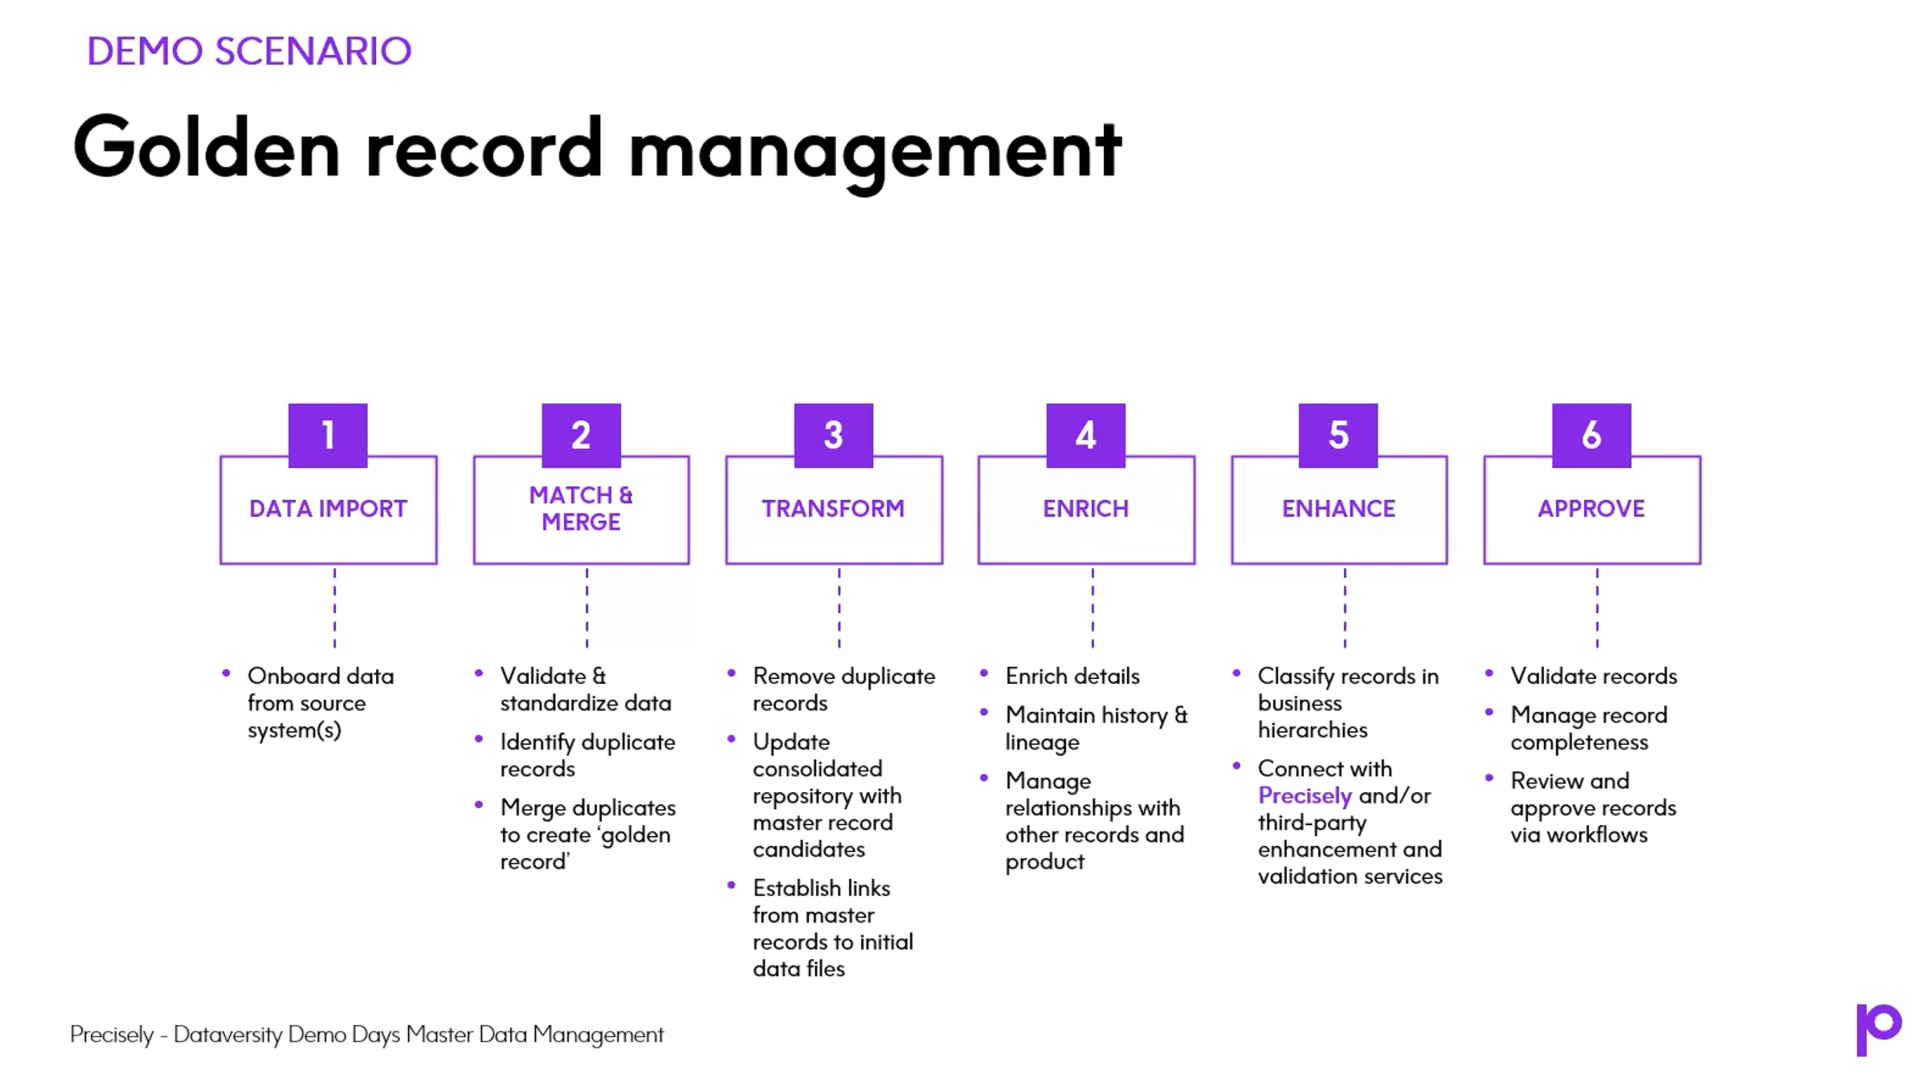 DEMO SCENARIO
Golden record management
1
DATA IMPORT
• Onboard data
from source
system(s)
2
MATCH &
MERGE
• Validate &
standardize data
• Identify duplicate
records
• Merge duplicates
to create ‘golden
record’
3
TRANSFORM
• Remove duplicate
records
• Update
consolidated
repository with
master record
candidates
• Establish links
from master
records to initial
data files
4
ENRICH
• Enrich details
• Maintain history &
lineage
• Manage
relationships with
other records and
product
5
ENHANCE
• Classify records in
business
hierarchies
• Connect with
Precisely and/or
third-party
enhancement and
validation services
6
APPROVE
• Validate records
• Manage record
completeness
• Review and
approve records
via workflows
Precisely - Dataversity Demo Days Master Data Management
p